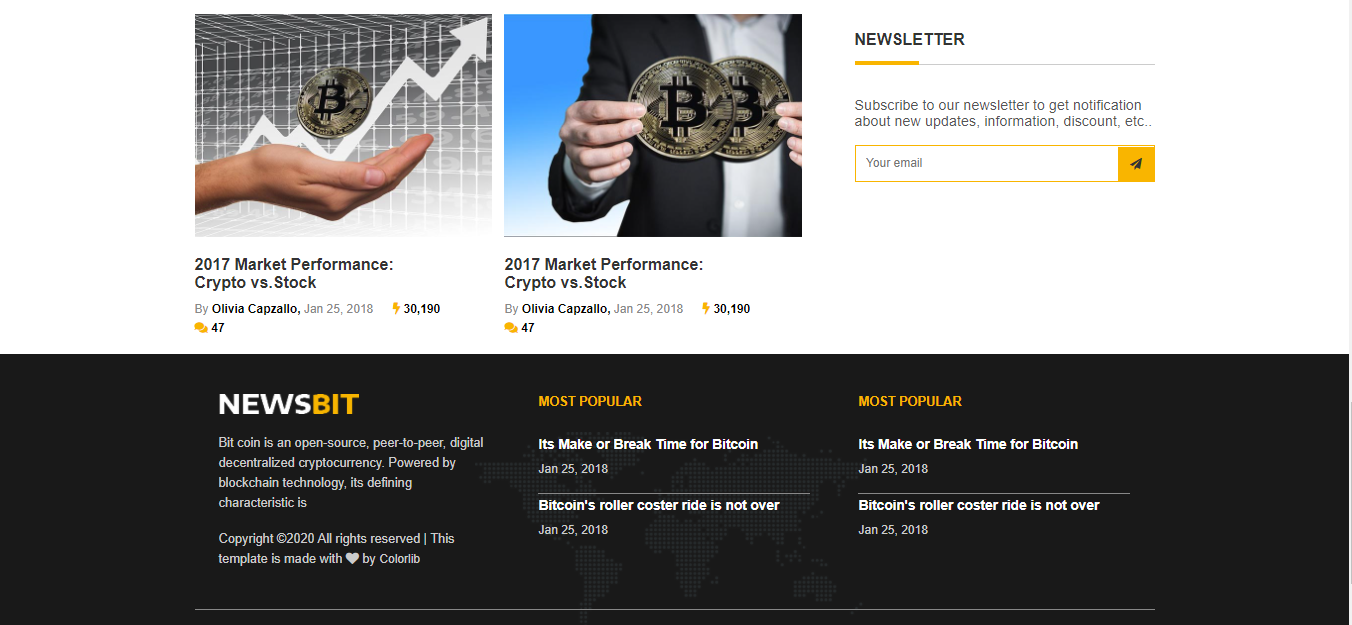 2017 Market Performance:
Crypto vs.Stock
By Olivia Capzallo, Jan 25, 2018 30,190
47
2017 Market Performance:
Crypto vs.Stock
By Olivia Capzallo, Jan 25, 2018 30,190
47
NEWSLETTER
Subscribe to our newsletter to get notification
about new updates, information, discount, etc..
Your email
NEWSBIT
Bit coin is an open-source, peer-to-peer, digital
decentralized cryptocurrency. Powered by
blockchain technology, its defining
characteristic is
Copyright ©2020 All rights reserved | This
template is made with ❤ by Colorlib
MOST POPULAR
Its Make or Break Time for Bitcoin
Jan 25, 2018
Bitcoin's roller coster ride is not over
Jan 25, 2018
MOST POPULAR
Its Make or Break Time for Bitcoin
Jan 25, 2018
Bitcoin's roller coster ride is not over
Jan 25, 2018